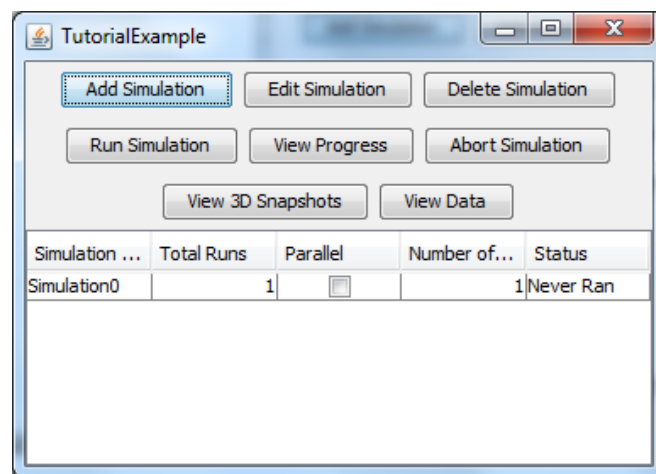 TutorialExample
Add Simulation Edit Simulation Delete Simulation
Run Simulation View Progress Abort Simulation
View 3D Snapshots View Data
Simulation ... Total Runs Parallel Number of... Status
Simulation0 1 1 Never Ran